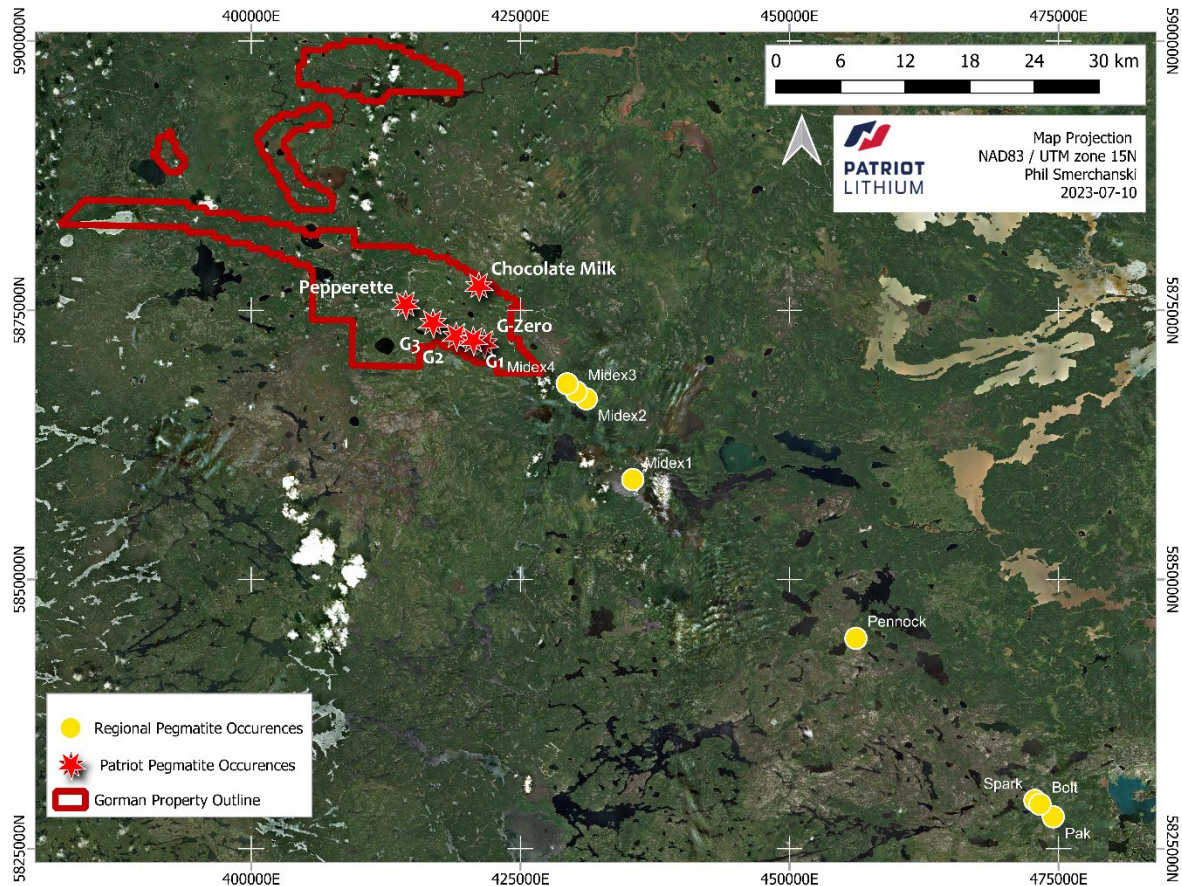 400000E
425000E
450000E
475000E
5900000N
5900000N
0 6 12 18 24 30 km
PATRIOT
LITHIUM
Map Projection
NAD83 / UTM zone 15N
Phil Smerchanski
2023-07-10
Chocolate Milk
Pepperette
5875000N
5875000N
G-Zero
G3
G2
G1
Midex4
Midex3
Midex2
Midex1
5850000N
5850000N
Pennock
Regional Pegmatite Occurences
Patriot Pegmatite Occurences
Gorman Property Outline
Spark
Bolt
Pak
5825000N
5825000N
400000E
425000E
450000E
475000E